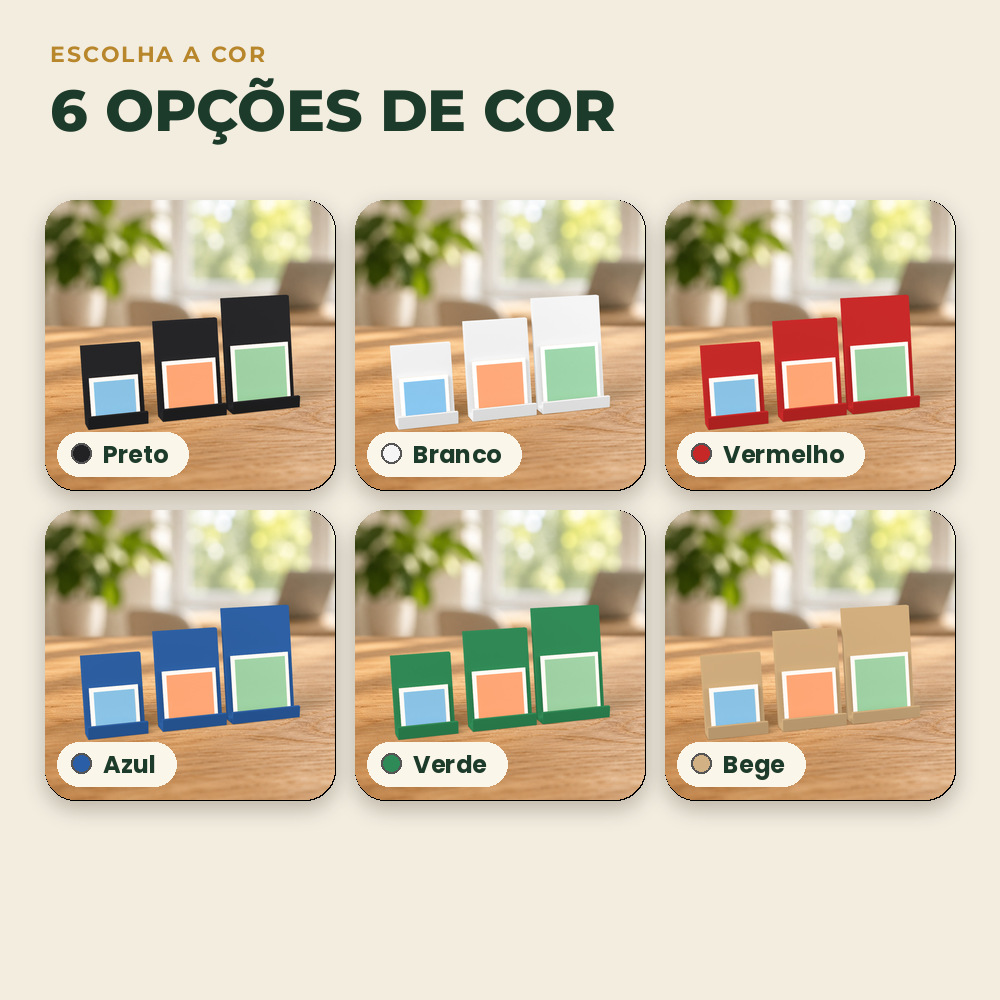 ESCOLHA A COR
6 OPÇÕES DE COR
Preto
Branco
Vermelho
Azul
Verde
Bege